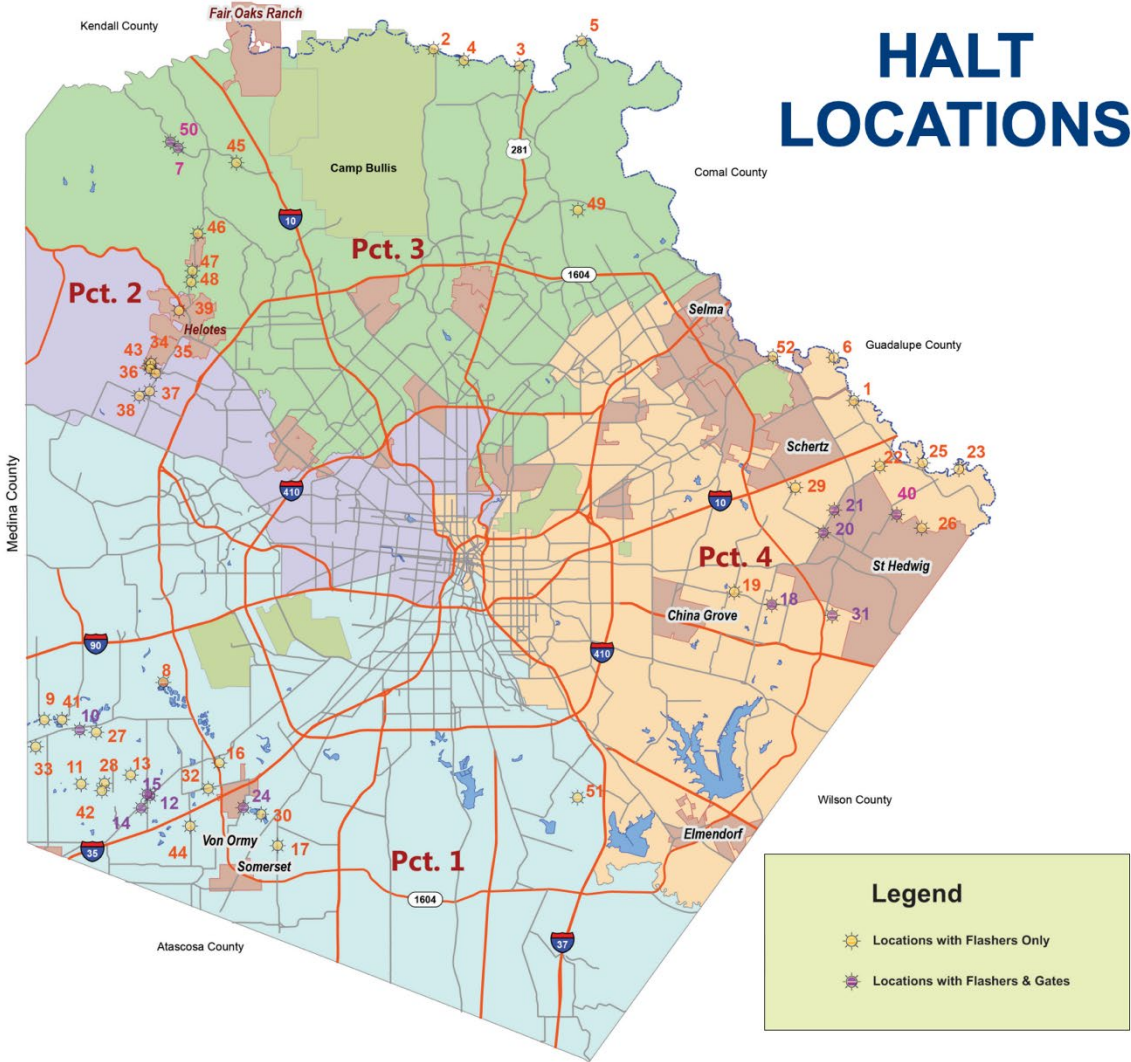 HALT
LOCATIONS
Kendall County
Fair Oaks Ranch
2
4
3
5
50
7
45
281
Camp Bullis
Comal County
10
49
46
Pct. 3
47
48
1604
Pct. 2
39
Selma
Helotes
34
43
35
36
37
38
52
6
Guadalupe County
1
Schertz
22
25
23
Medina County
410
10
29
21
40
20
26
Pct. 4
St Hedwig
19
18
China Grove
31
90
410
8
9
41
10
27
33
11
28
13
16
32
15
12
24
42
14
30
51
Wilson County
44
Von Ormy
17
Elmendorf
35
Somerset
Pct. 1
1604
Atascosa County
37
Legend
Locations with Flashers Only
Locations with Flashers & Gates